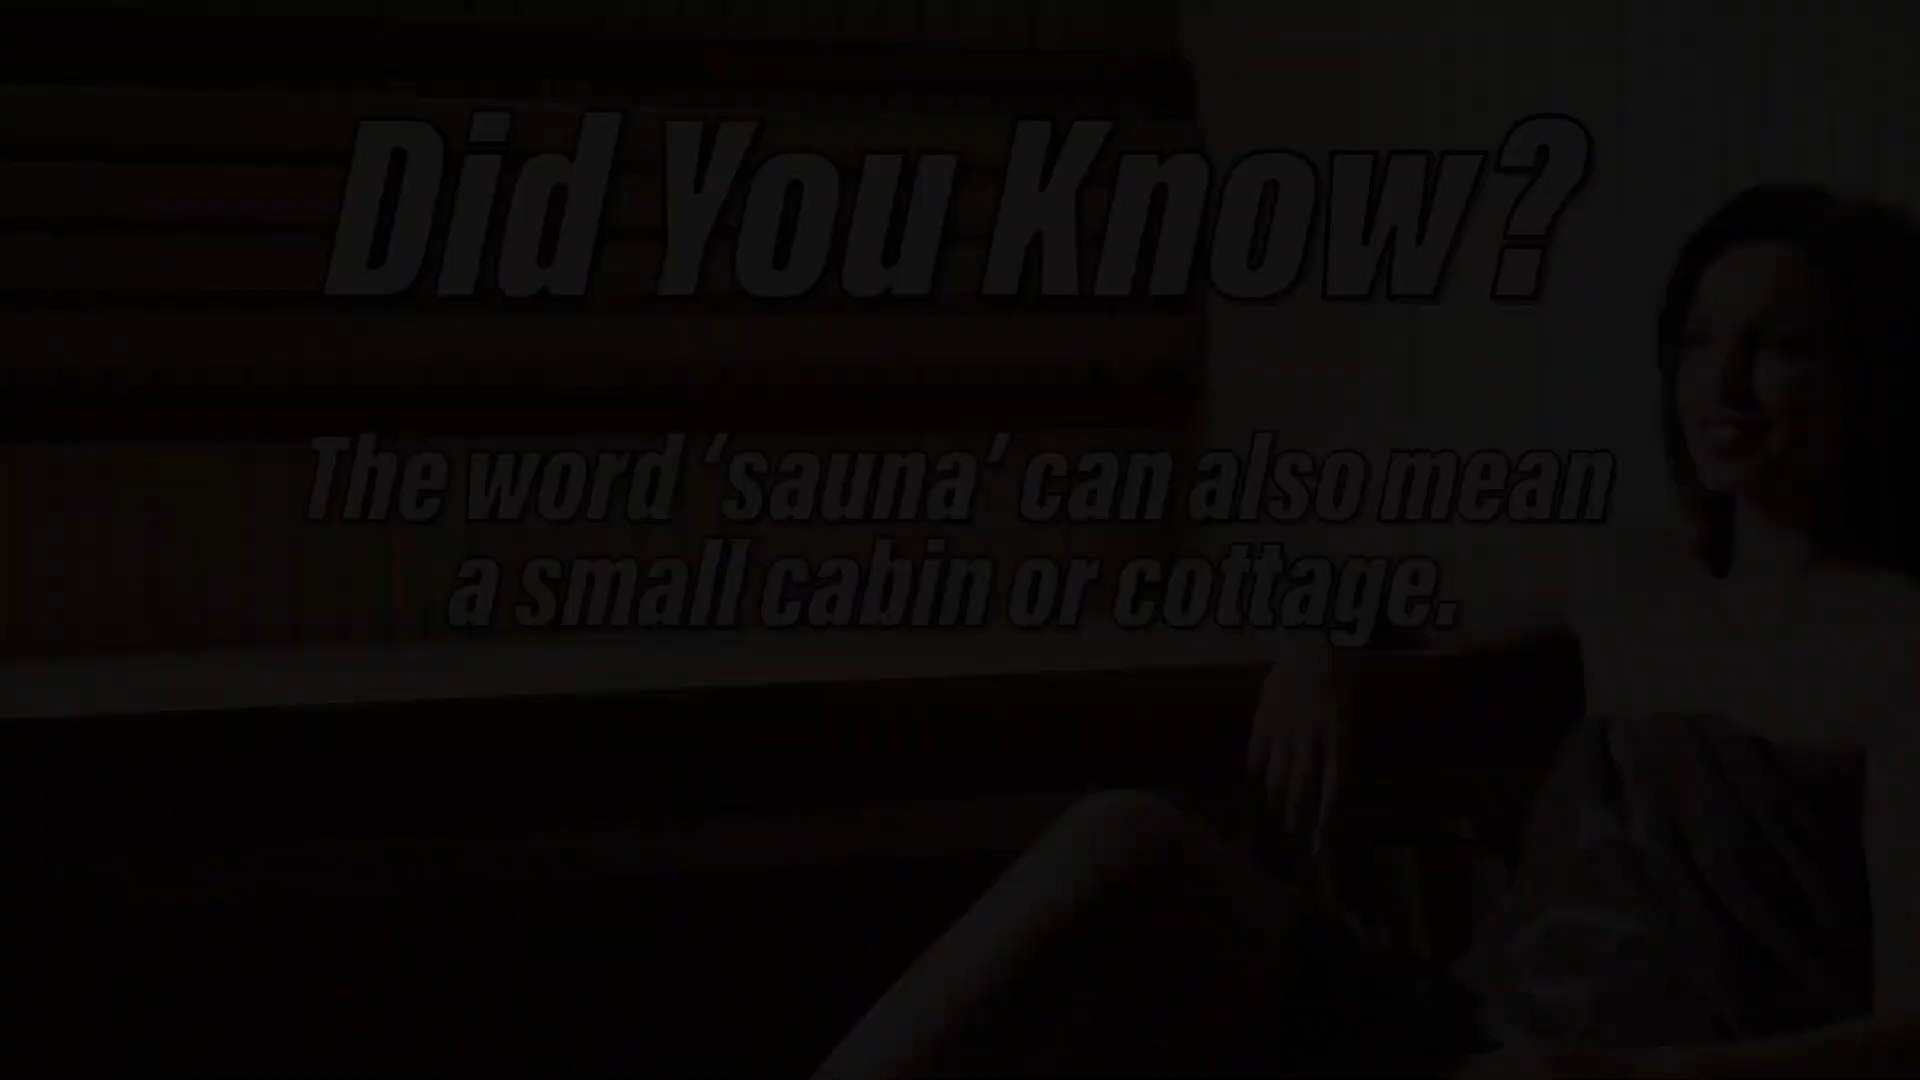 Did You Know?
The word ‘sauna’ can also mean
a small cabin or cottage.